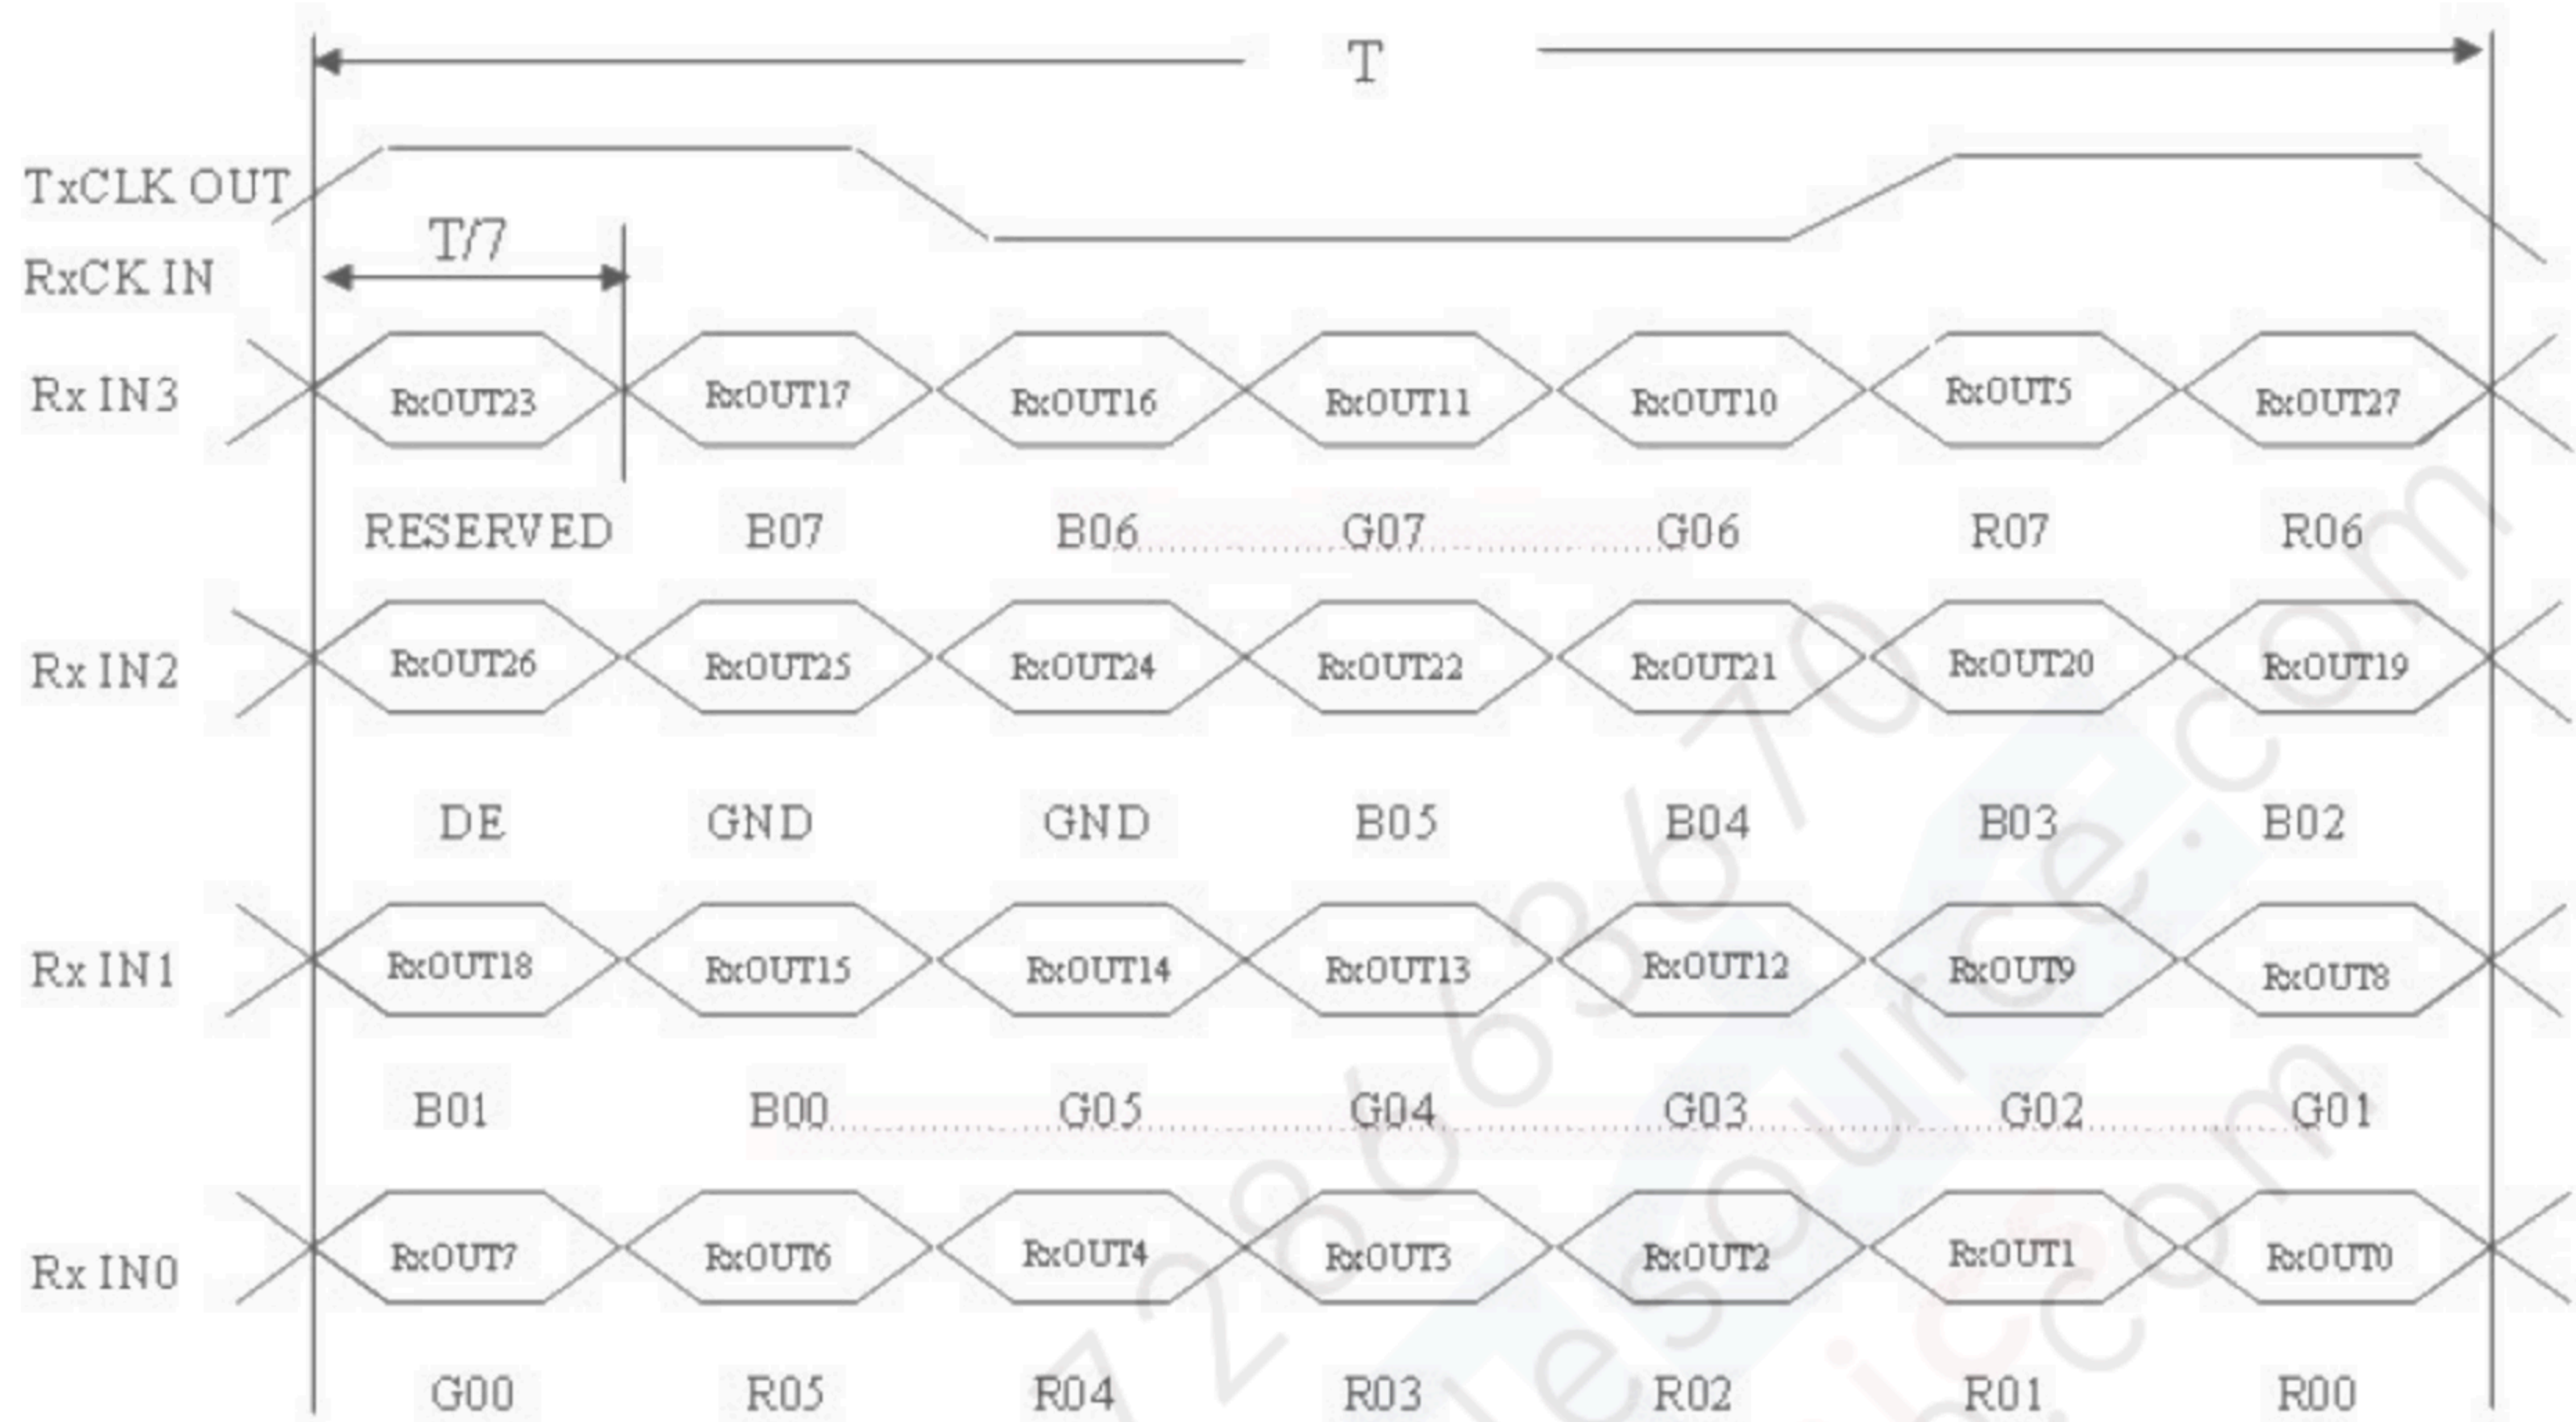 T
TxCLK OUT
T/7
RxCK IN
Rx IN3 RxOUT23 RxOUT17 RxOUT16 RxOUT11 RxOUT10 RxOUT5 RxOUT27
RESERVED B07 B06 G07 G06 R07 R06
Rx IN2 RxOUT26 RxOUT25 RxOUT24 RxOUT22 RxOUT21 RxOUT20 RxOUT19
DE GND GND B05 B04 B03 B02
Rx IN1 RxOUT18 RxOUT15 RxOUT14 RxOUT13 RxOUT12 RxOUT9 RxOUT8
B01 B00 G05 G04 G03 G02 G01
Rx IN0 RxOUT7 RxOUT6 RxOUT4 RxOUT3 RxOUT2 RxOUT1 RxOUT0
G00 R05 R04 R03 R02 R01 R00